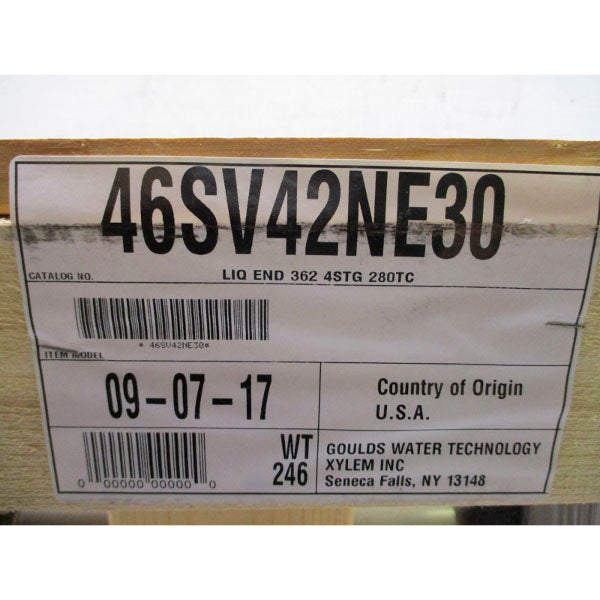 46SV42NE30
CATALOG NO. LIQ END 362 4STG 280TC
* 46SV42NE30*
ITEM MODEL
09-07-17
Country of Origin
U.S.A.
WT
246
0 00000 00000 0
GOULDS WATER TECHNOLOGY
XYLEM INC
Seneca Falls, NY 13148